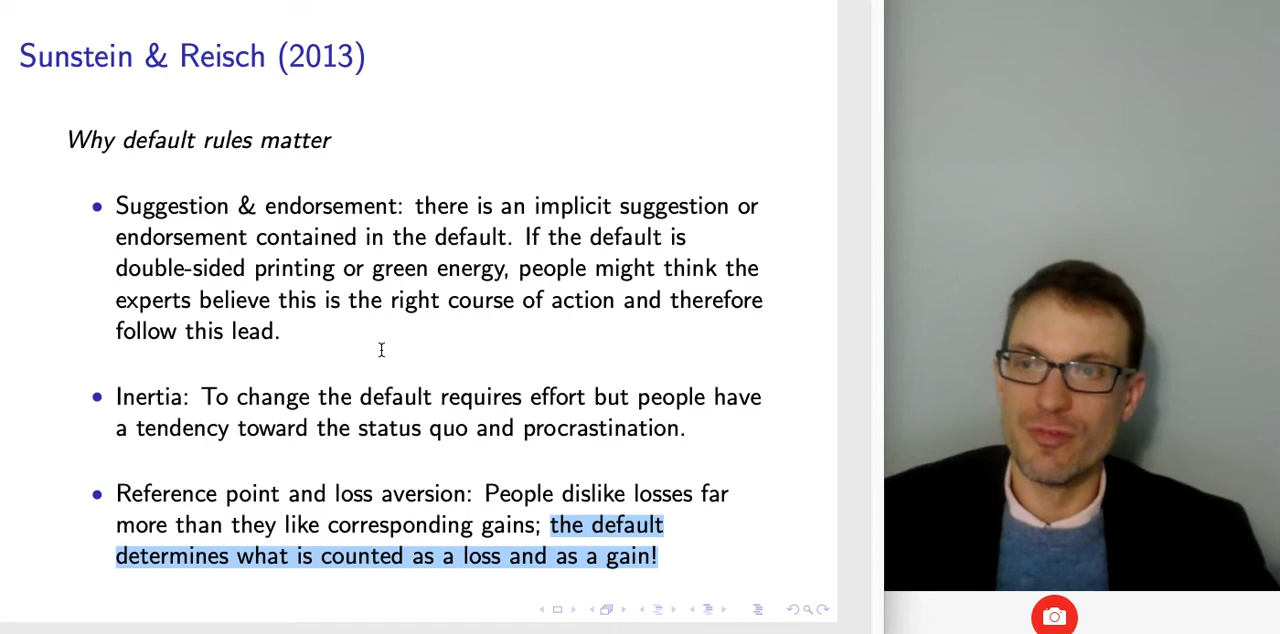 Sunstein & Reisch (2013)
Why default rules matter
Suggestion & endorsement: there is an implicit suggestion or
endorsement contained in the default. If the default is
double-sided printing or green energy, people might think the
experts believe this is the right course of action and therefore
follow this lead.
Inertia: To change the default requires effort but people have
a tendency toward the status quo and procrastination.
Reference point and loss aversion: People dislike losses far
more than they like corresponding gains; the default
determines what is counted as a loss and as a gain!